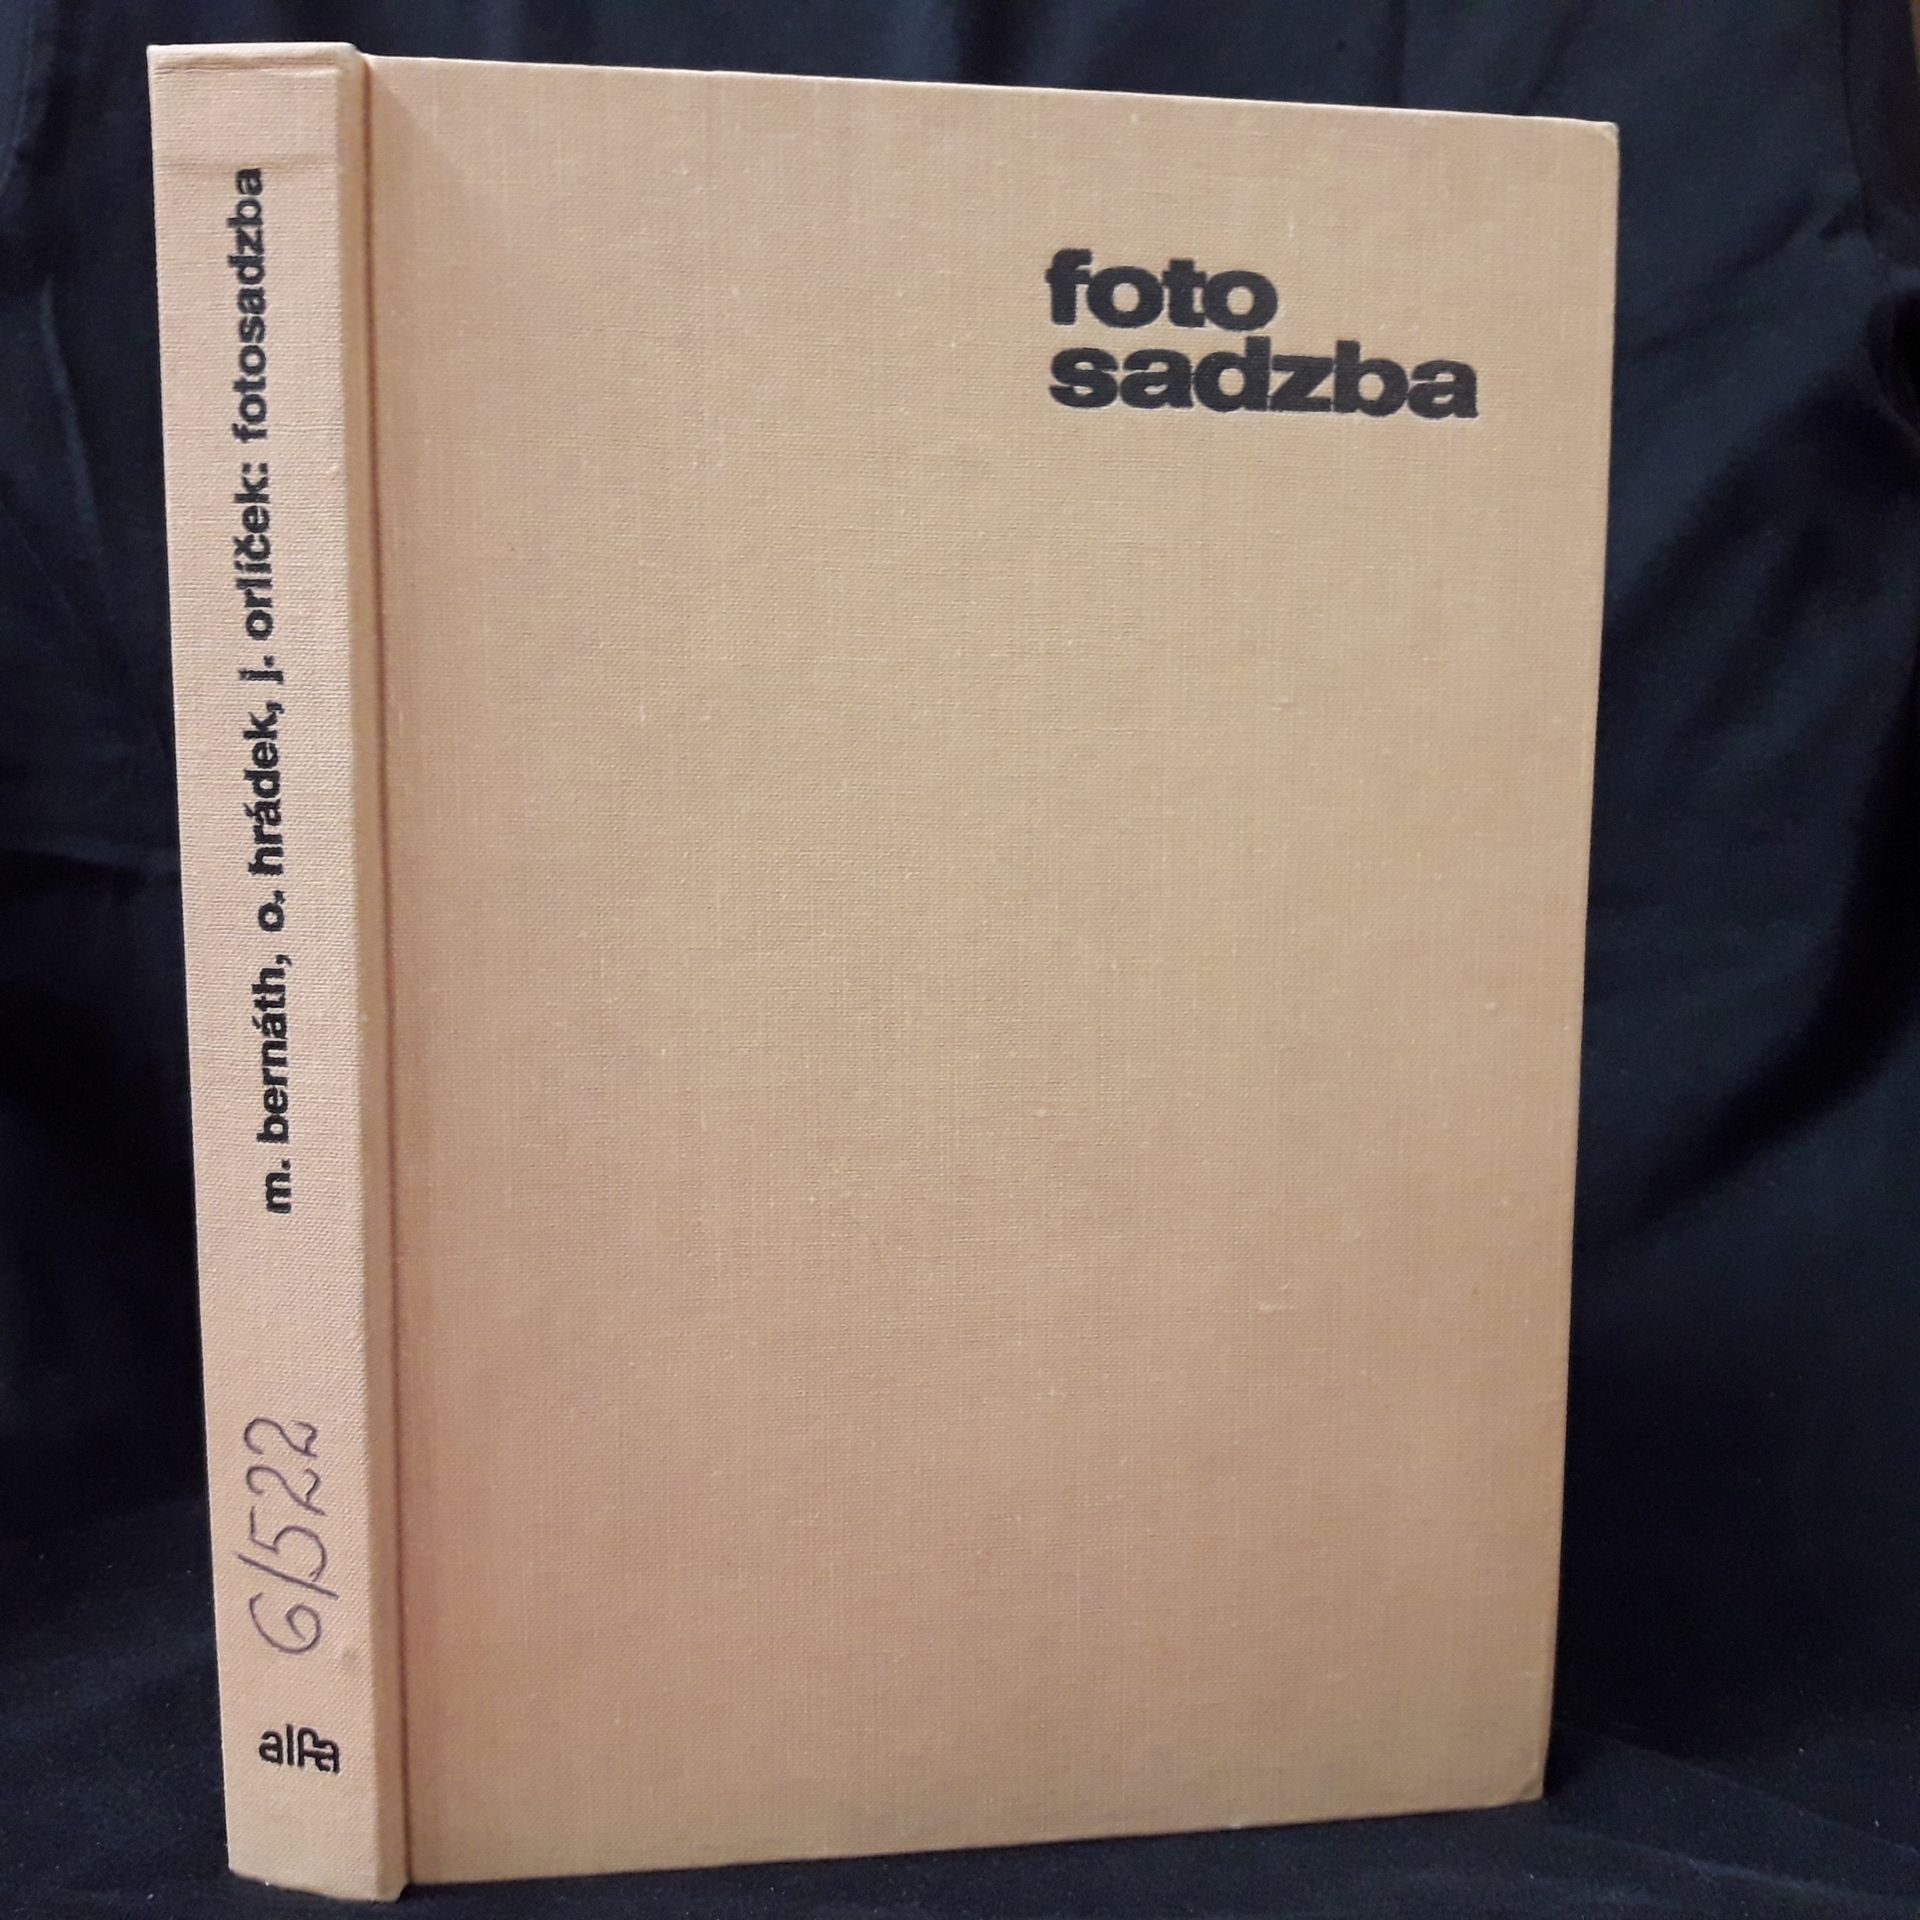 foto
sadzba
m. bernáth, o. hrádek, j. orlíček: fotosadzba
6/522
alfa